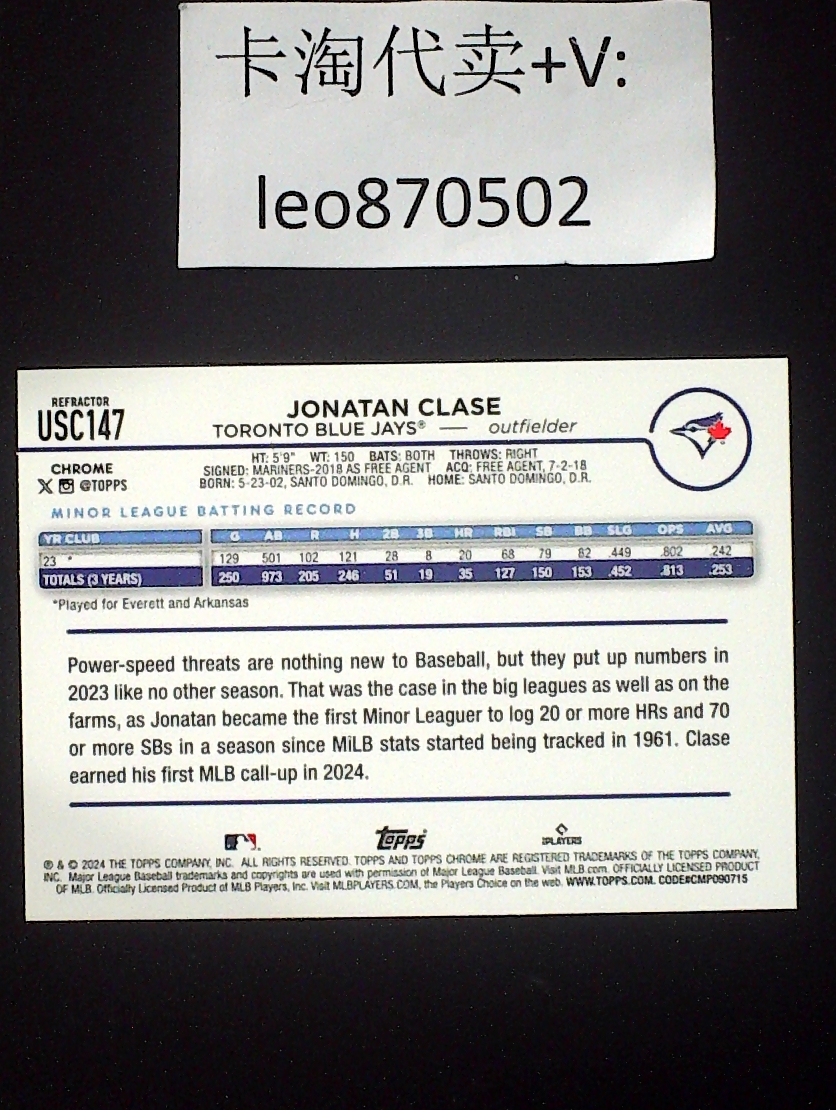 卡淘代卖+V:
leo870502
REFRACTOR
USC147
JONATAN CLASE
TORONTO BLUE JAYS® — outfielder
CHROME
@TOPPS
HT: 5'9" WT: 150 BATS: BOTH THROWS: RIGHT
SIGNED: MARINERS-2018 AS FREE AGENT ACQ: FREE AGENT, 7-2-18
BORN: 5-23-02, SANTO DOMINGO, D.R. HOME: SANTO DOMINGO, D.R.
MINOR LEAGUE BATTING RECORD
YR CLUB G AB R H 2B 3B HR RBI SB BB SLG OPS AVG
23 * 129 501 102 121 28 8 20 68 79 82 .449 .802 .242
TOTALS (3 YEARS) 250 973 205 246 51 19 35 127 150 153 .452 .813 .253
*Played for Everett and Arkansas
Power-speed threats are nothing new to Baseball, but they put up numbers in
2023 like no other season. That was the case in the big leagues as well as on the
farms, as Jonatan became the first Minor Leaguer to log 20 or more HRs and 70
or more SBs in a season since MiLB stats started being tracked in 1961. Clase
earned his first MLB call-up in 2024.
topps
PLAYERS
® & © 2024 THE TOPPS COMPANY, INC. ALL RIGHTS RESERVED. TOPPS AND TOPPS CHROME ARE REGISTERED TRADEMARKS OF THE TOPPS COMPANY,
INC. Major League Baseball trademarks and copyrights are used with permission of Major League Baseball. Visit MLB.com. OFFICIALLY LICENSED PRODUCT
OF MLB. Officially Licensed Product of MLB Players, Inc. Visit MLBPLAYERS.COM, the Players Choice on the web. WWW.TOPPS.COM. CODE#CMP090715